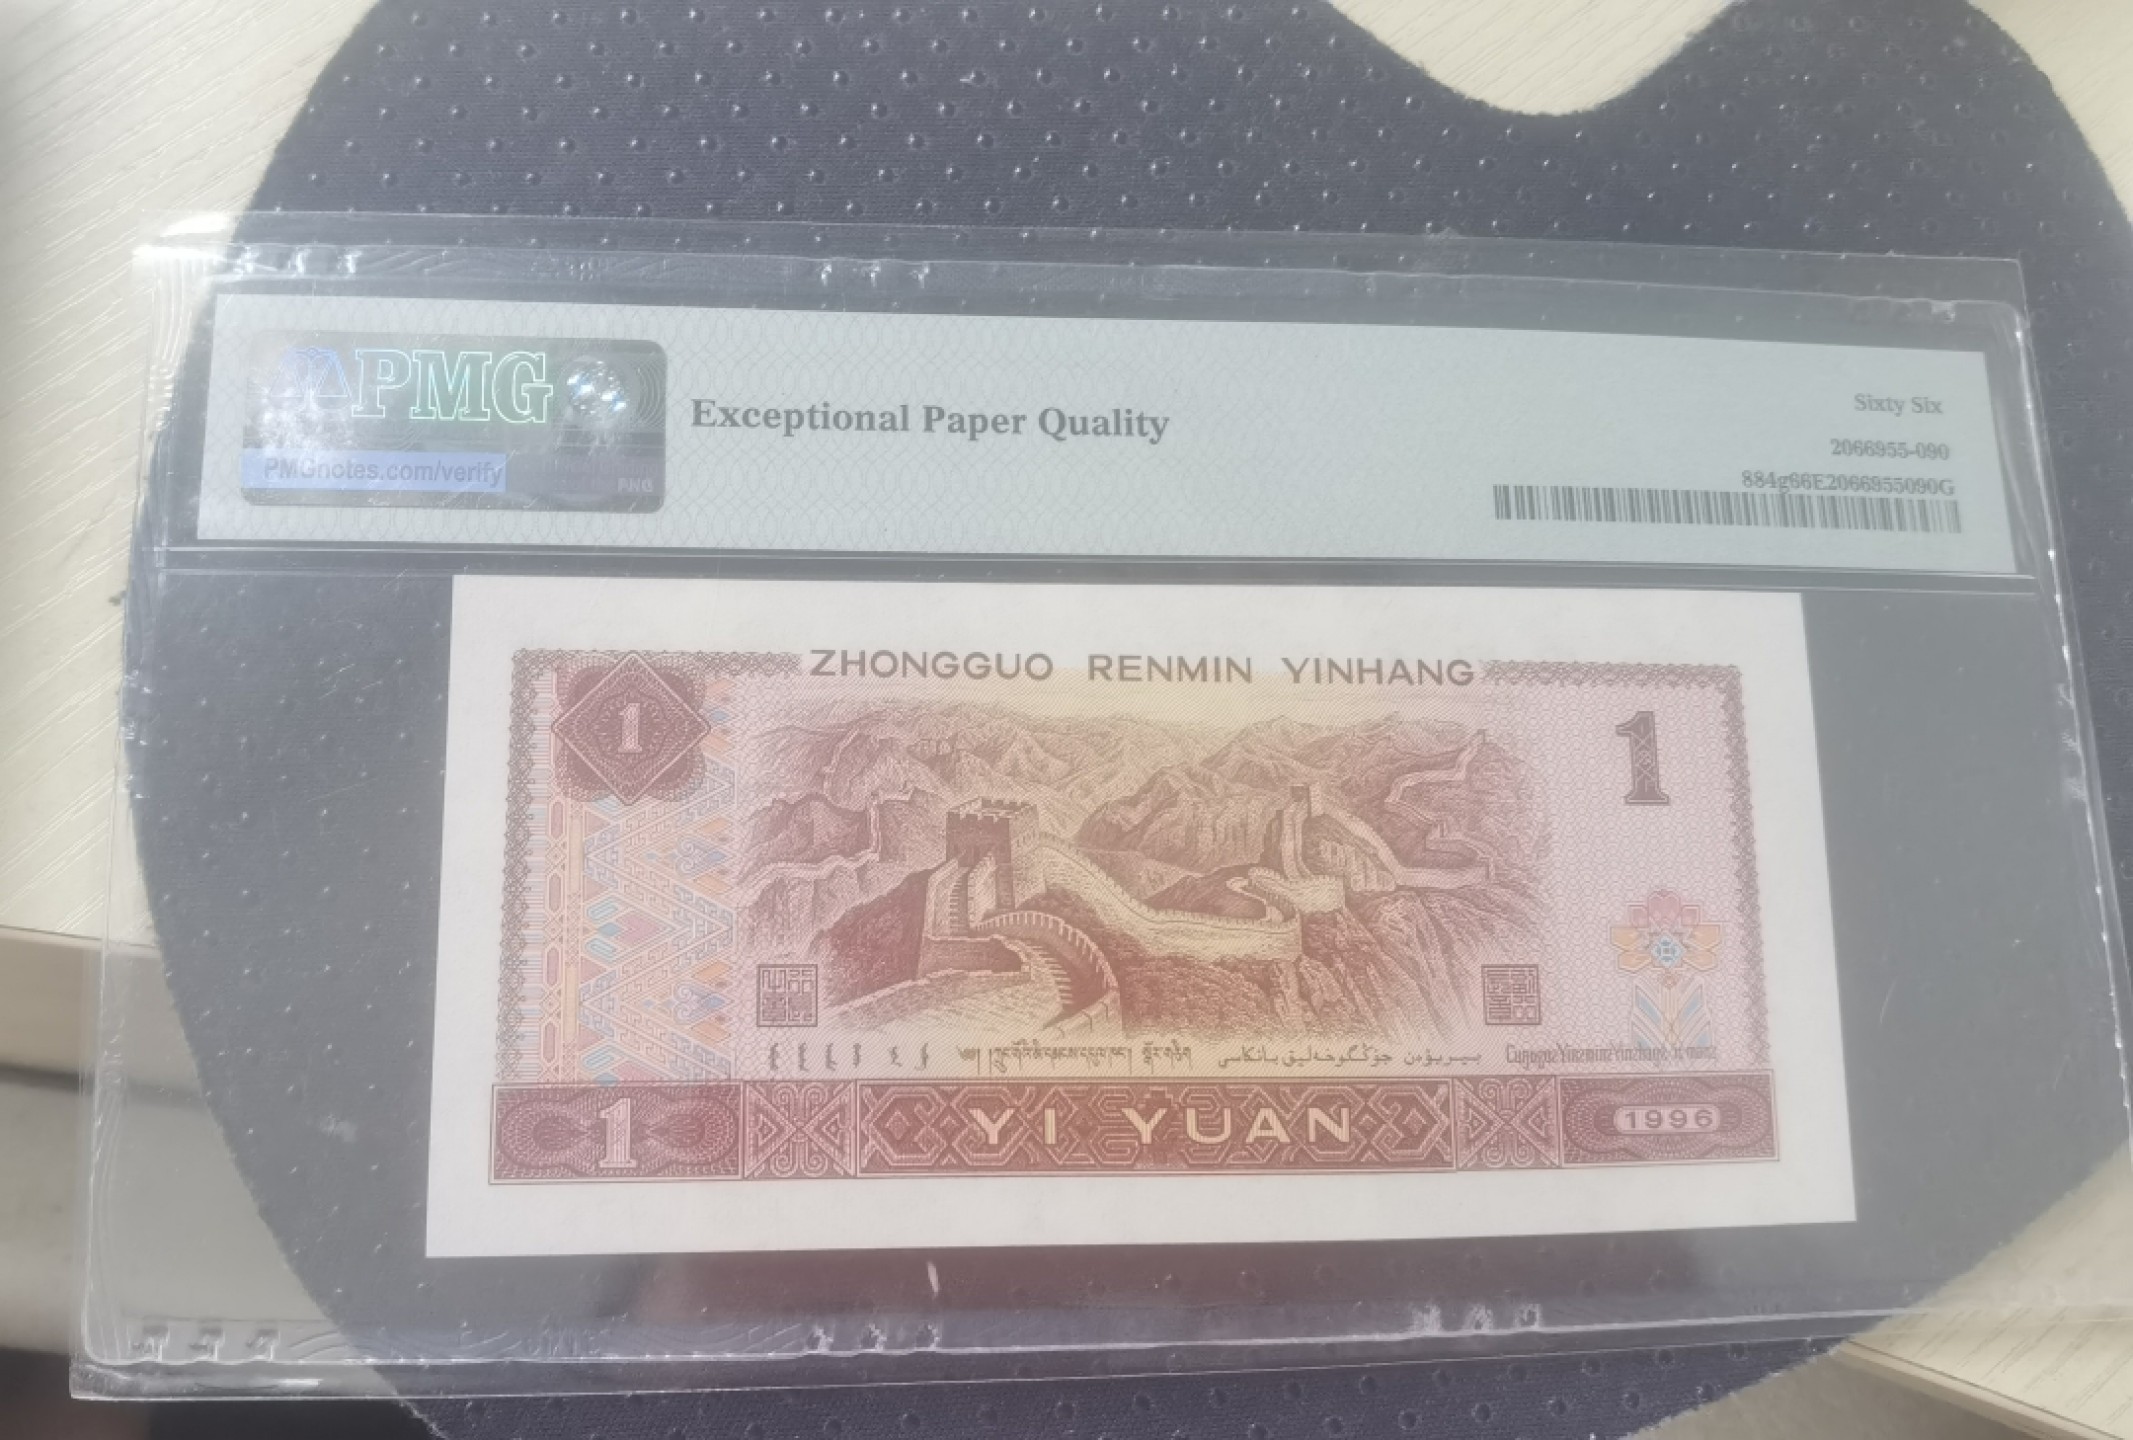 PMG
PMGnotes.com/verify
PNG
Exceptional Paper Quality
Sixty Six
2066955-090
884g66E2066955090G
ZHONGGUO RENMIN YINHANG
1
1
1
YI YUAN
1996